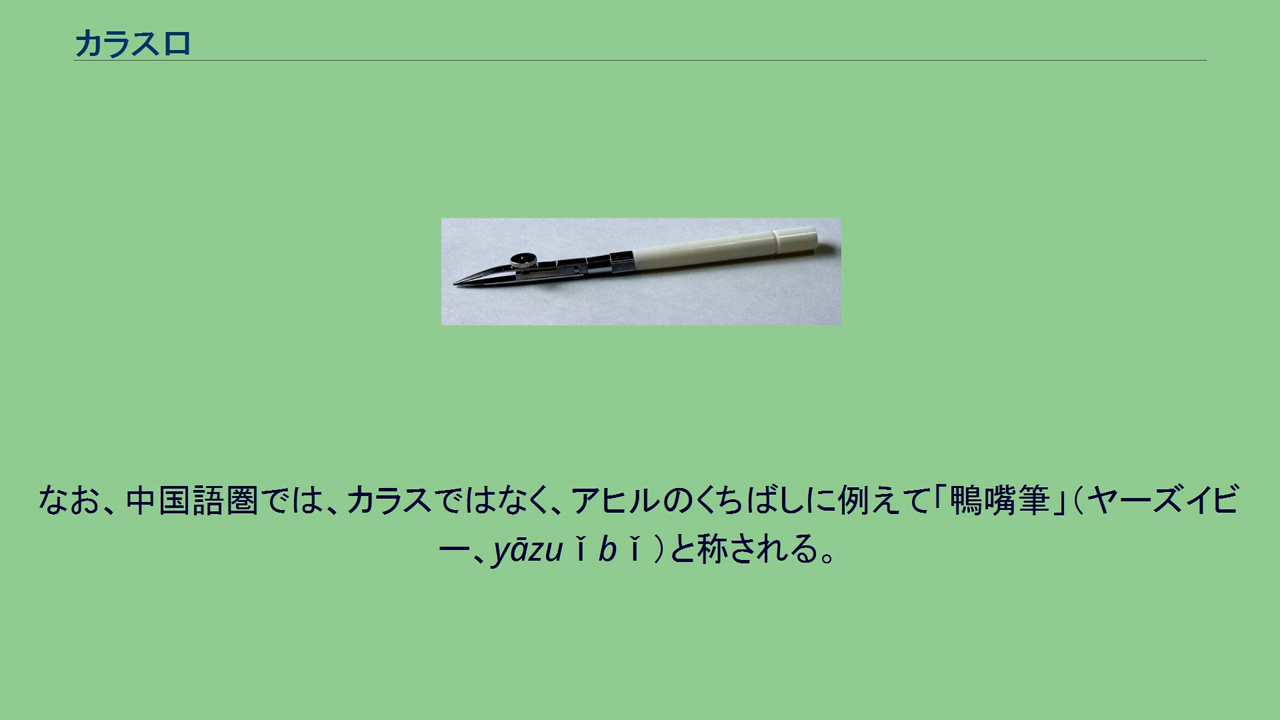 カラス口
なお、中国語圏では、カラスではなく、アヒルのくちばしに例えて「鴨嘴筆」（ヤーズイビ
ー、yāzuǐbǐ）と称される。